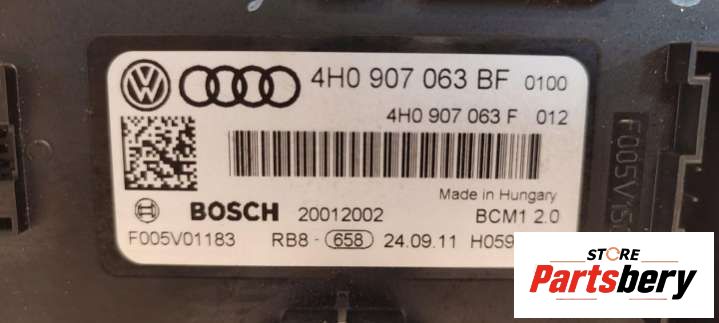 4H0 907 063 BF 0100
4H0 907 063 F 012
Made in Hungary
BOSCH 20012002 BCM1 2.0
F005V01183 RB8- 658 24.09.11 H059
STORE
Partsbery